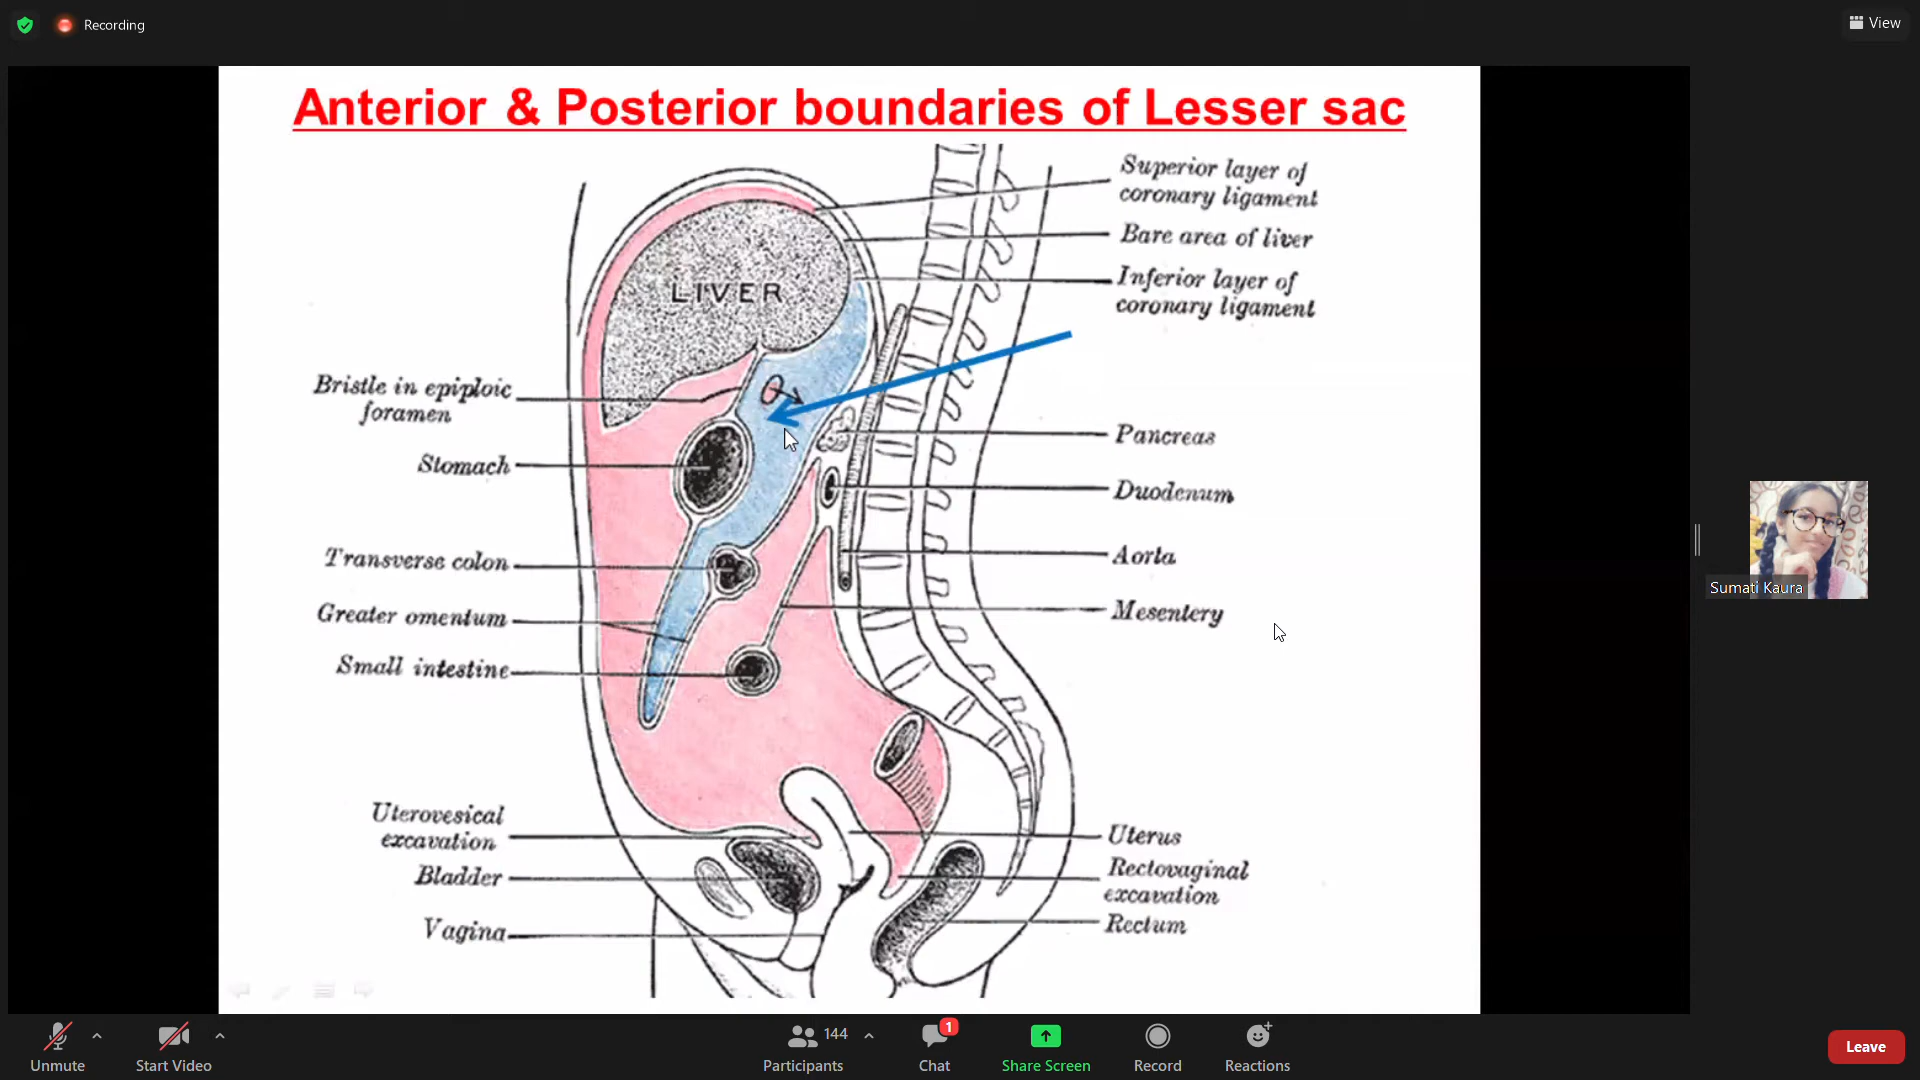 Recording
View
Anterior & Posterior boundaries of Lesser sac
Superior layer of
coronary ligament
Bare area of liver
Inferior layer of
coronary ligament
LIVER
Bristle in epiploic
foramen
Stomach
Pancreas
Duodenum
Transverse colon
Aorta
Greater omentum
Mesentery
Small intestine
Sumati Kaura
Uterovesical
excavation
Bladder
Vagina
Uterus
Rectovaginal
excavation
Rectum
Unmute
Start Video
144
Participants
1
Chat
Share Screen
Record
Reactions
Leave